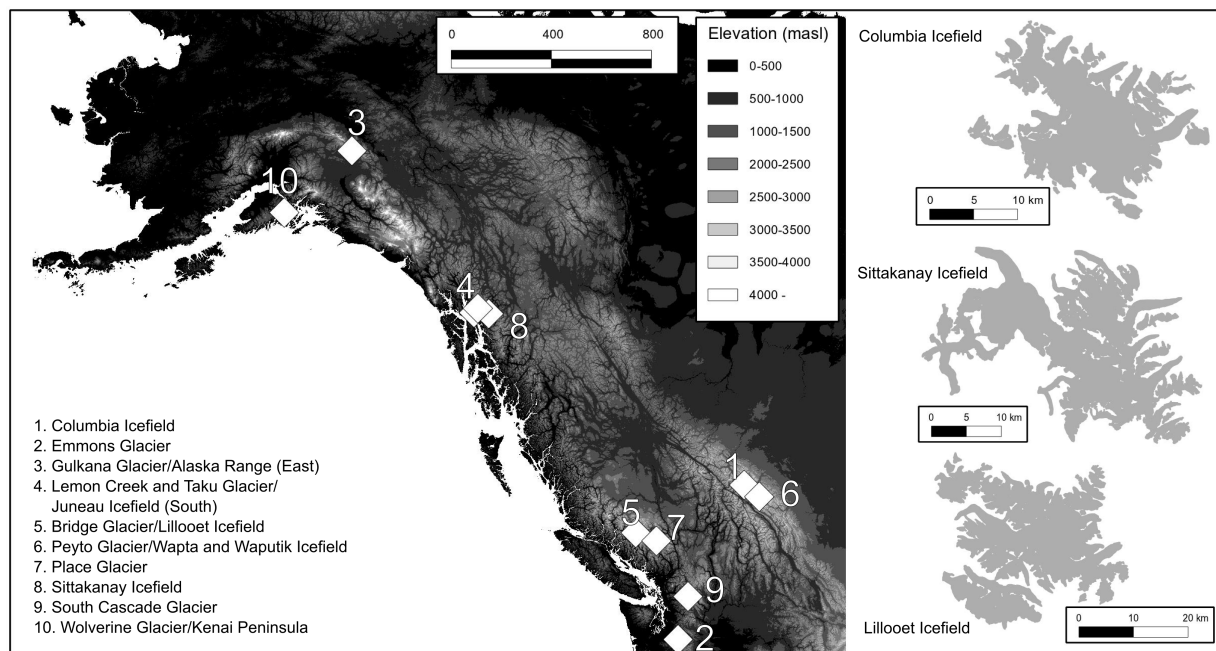 0 400 800
Elevation (masl)
0-500
500-1000
1000-1500
2000-2500
2500-3000
3000-3500
3500-4000
4000 -
3
10
4
8
1
6
5
7
9
2
1. Columbia Icefield
2. Emmons Glacier
3. Gulkana Glacier/Alaska Range (East)
4. Lemon Creek and Taku Glacier/
Juneau Icefield (South)
5. Bridge Glacier/Lillooet Icefield
6. Peyto Glacier/Wapta and Waputik Icefield
7. Place Glacier
8. Sittakanay Icefield
9. South Cascade Glacier
10. Wolverine Glacier/Kenai Peninsula
Columbia Icefield
0 5 10 km
Sittakanay Icefield
0 5 10 km
Lillooet Icefield
0 10 20 km